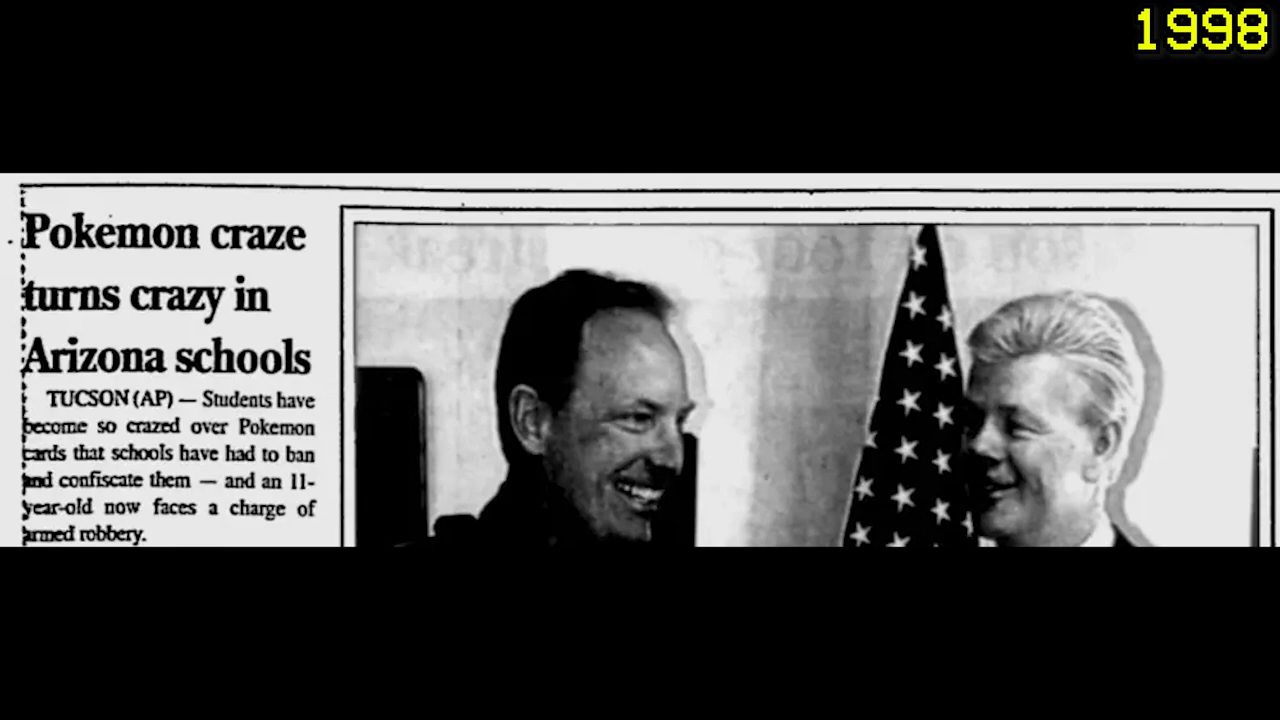 1998
Pokemon craze
turns crazy in
Arizona schools
TUCSON (AP) — Students have
become so crazed over Pokemon
cards that schools have had to ban
and confiscate them — and an 11-
year-old now faces a charge of
armed robbery.